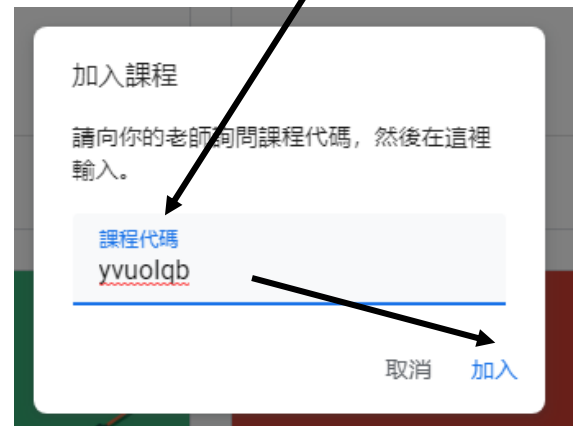 加入課程
請向你的老師詢問課程代碼，然後在這裡
輸入。
課程代碼
yvuolqb
取消
加入